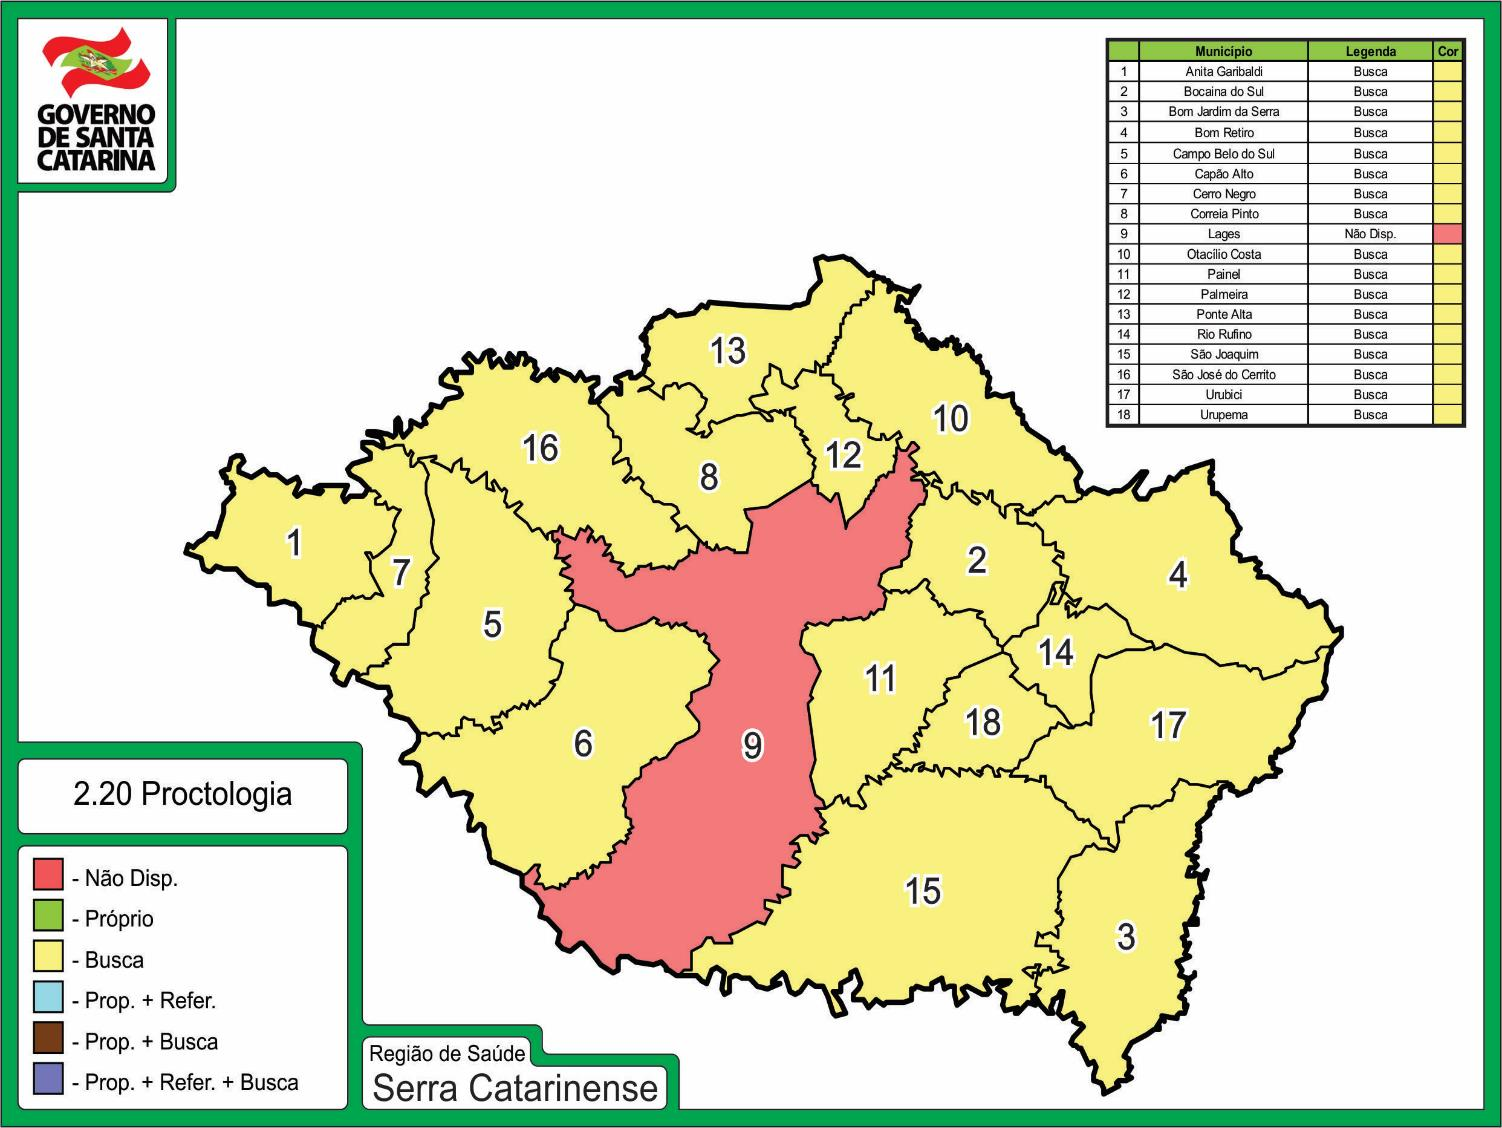 GOVERNO
DE SANTA
CATARINA
Município Legenda Cor
1 Anita Garibaldi Busca
2 Bocaina do Sul Busca
3 Bom Jardim da Serra Busca
4 Bom Retiro Busca
5 Campo Belo do Sul Busca
6 Capão Alto Busca
7 Cerro Negro Busca
8 Correia Pinto Busca
9 Lages Não Disp.
10 Otacílio Costa Busca
11 Painel Busca
12 Palmeira Busca
13 Ponte Alta Busca
14 Rio Rufino Busca
15 São Joaquim Busca
16 São José do Cerrito Busca
17 Urubici Busca
18 Urupema Busca
13
10
16
12
8
1
2
7
4
5
14
11
18
17
6
9
15
3
2.20 Proctologia
- Não Disp.
- Próprio
- Busca
- Prop. + Refer.
- Prop. + Busca
- Prop. + Refer. + Busca
Região de Saúde
Serra Catarinense